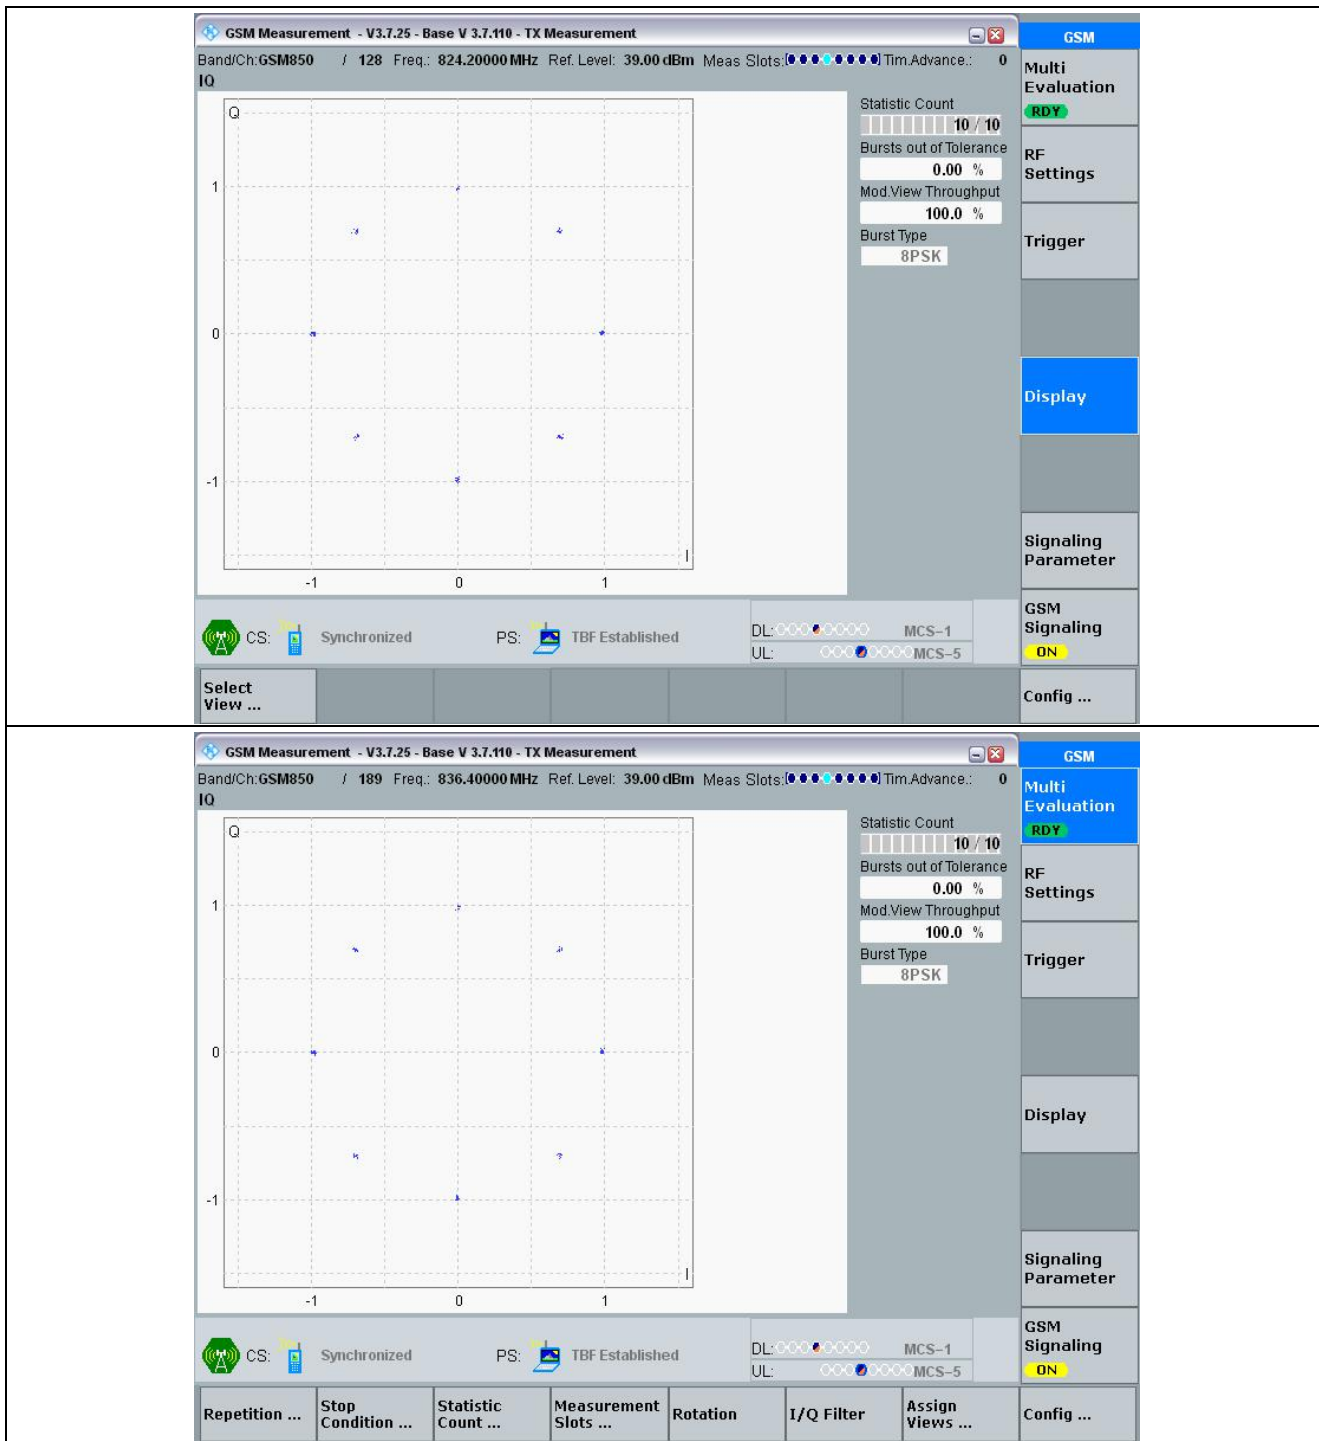 GSM Measurement - V3.7.25 - Base V 3.7.110 - TX Measurement
GSM
Band/Ch:GSM850 / 128 Freq.: 824.20000 MHz Ref. Level: 39.00 dBm Meas Slots: Tim.Advance.: 0
IQ
Multi
Evaluation
RDY
Q
Statistic Count
10 / 10
Bursts out of Tolerance
0.00 %
Mod.View Throughput
100.0 %
Burst Type
8PSK
RF
Settings
Trigger
1
0
-1
I
-1 0 1
Display
Signaling
Parameter
GSM
Signaling
ON
CS: Synchronized PS: TBF Established DL: MCS-1
UL: MCS-5
Select
View ...
Config ...
GSM Measurement - V3.7.25 - Base V 3.7.110 - TX Measurement
GSM
Band/Ch:GSM850 / 189 Freq.: 836.40000 MHz Ref. Level: 39.00 dBm Meas Slots: Tim.Advance.: 0
IQ
Multi
Evaluation
RDY
Q
Statistic Count
10 / 10
Bursts out of Tolerance
0.00 %
Mod.View Throughput
100.0 %
Burst Type
8PSK
RF
Settings
Trigger
1
0
-1
I
-1 0 1
Display
Signaling
Parameter
GSM
Signaling
ON
CS: Synchronized PS: TBF Established DL: MCS-1
UL: MCS-5
Repetition ...
Stop
Condition ...
Statistic
Count ...
Measurement
Slots ...
Rotation
I/Q Filter
Assign
Views ...
Config ...